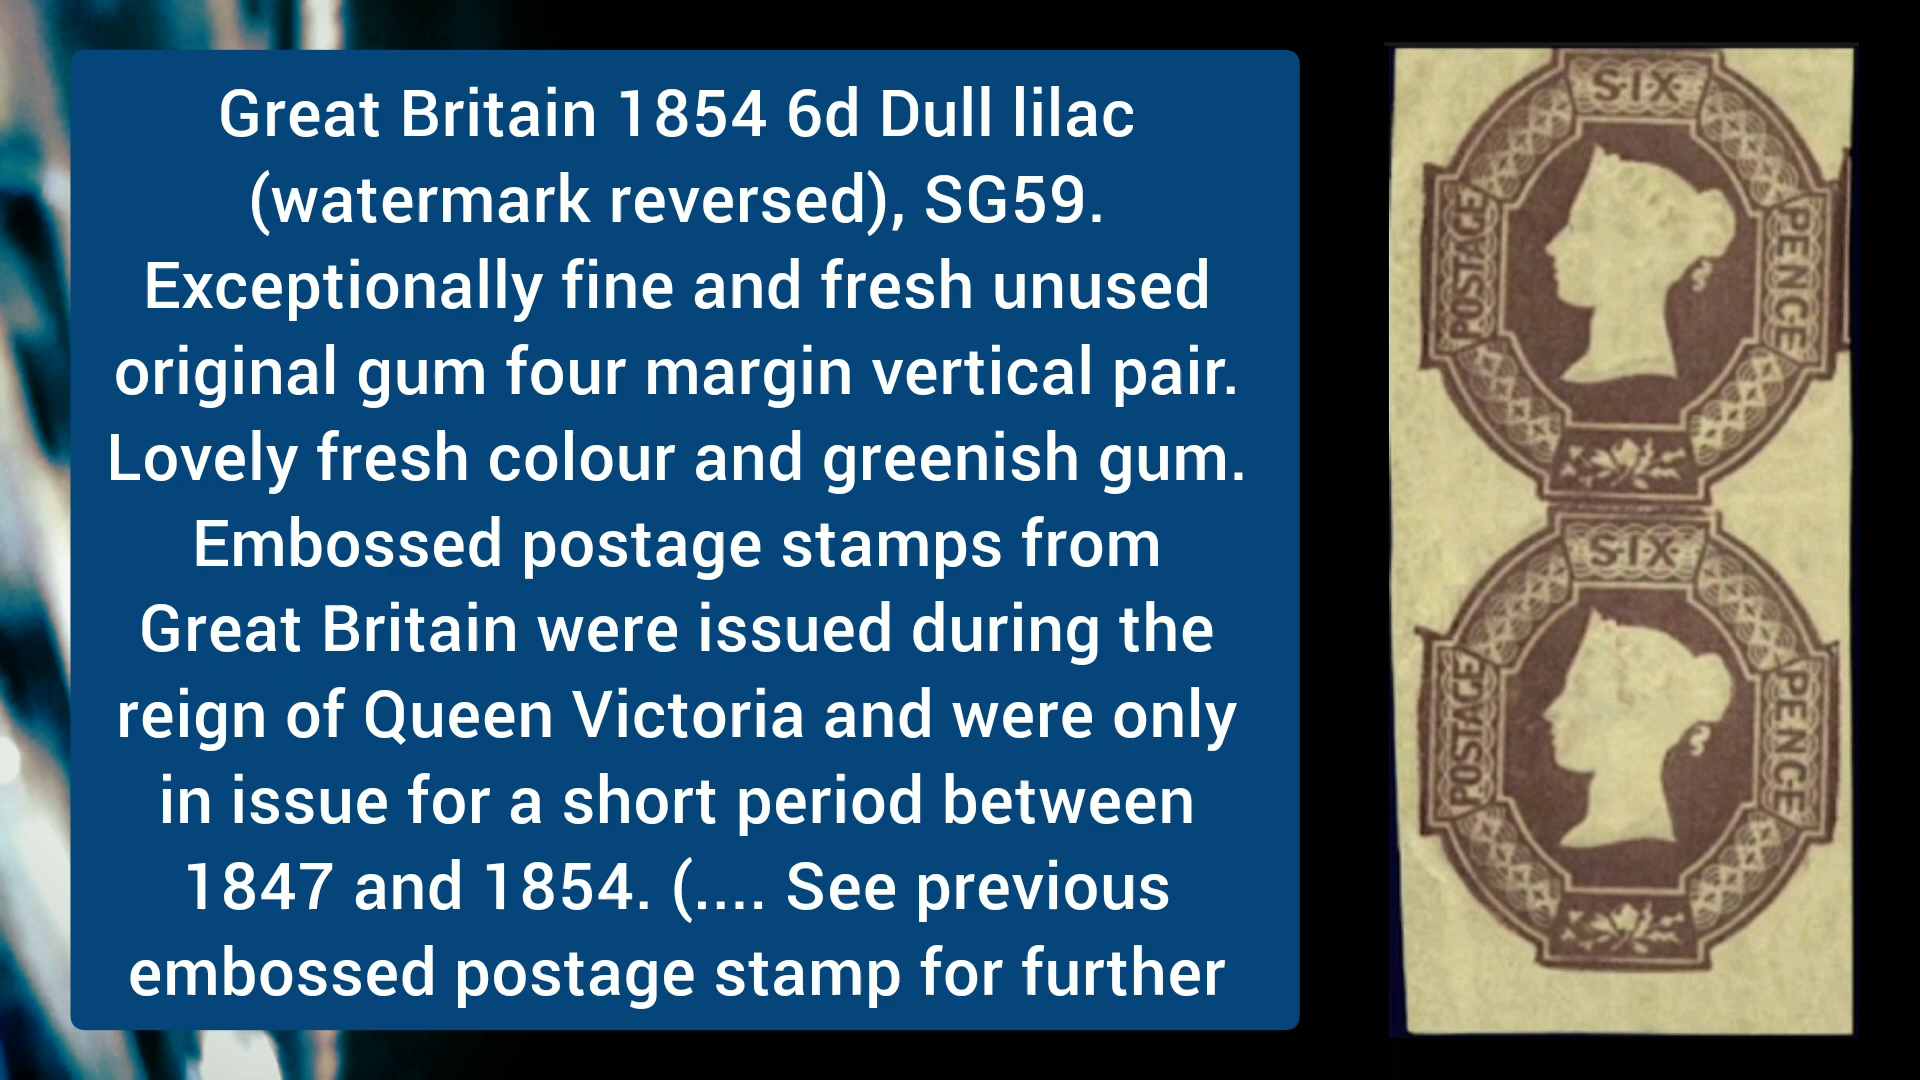 Great Britain 1854 6d Dull lilac
(watermark reversed), SG59.
Exceptionally fine and fresh unused
original gum four margin vertical pair.
Lovely fresh colour and greenish gum.
Embossed postage stamps from
Great Britain were issued during the
reign of Queen Victoria and were only
in issue for a short period between
1847 and 1854. (.... See previous
embossed postage stamp for further
SIX
POSTAGE
PENCE
SIX
POSTAGE
PENCE